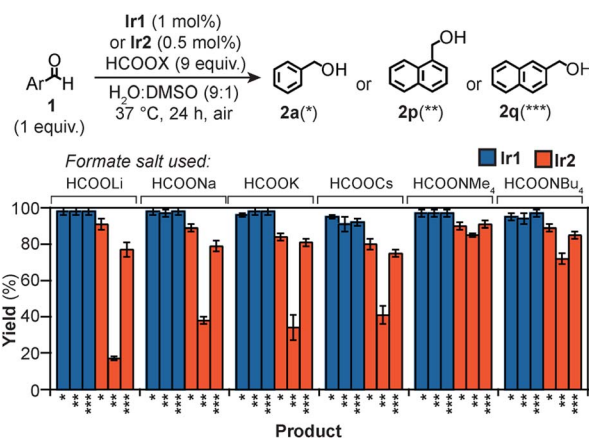 Ir1 (1 mol%)
or Ir2 (0.5 mol%)
HCOOX (9 equiv.)
H₂O:DMSO (9:1)
37 °C, 24 h, air
O
Ar H
1
(1 equiv.)
OH
2a(*)
or
OH
2p(**)
or
OH
2q(***)
Formate salt used:
Ir1 Ir2
HCOOLi HCOONa HCOOK HCOOCs HCOONMe₄ HCOONBu₄
Yield (%)
100
80
60
40
20
0
* ** *** * ** *** * ** *** * ** *** * ** *** * ** *** * ** *** * ** *** * ** *** * ** *** * ** *** * ** ***
Product